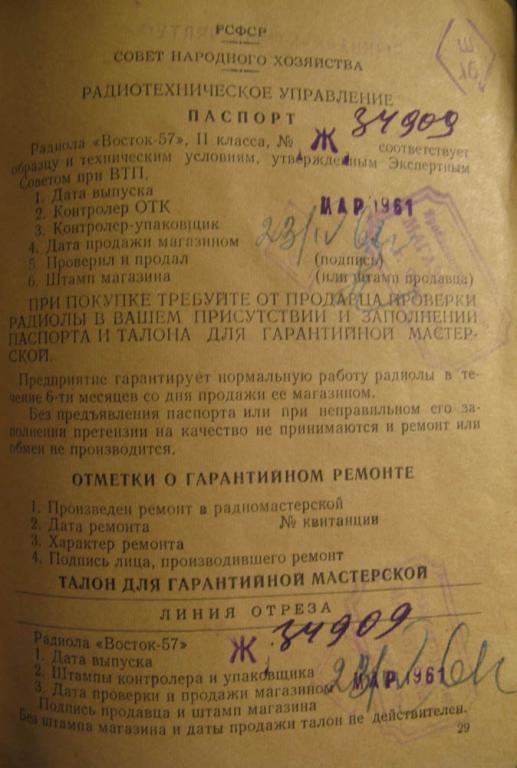 РСФСР
СОВЕТ НАРОДНОГО ХОЗЯЙСТВА
РАДИОТЕХНИЧЕСКОЕ УПРАВЛЕНИЕ
ПАСПОРТ
Радиола «Восток-57», II класса, № Ж 34909 соответствует
образцу и техническим условиям, утвержденным Экспертным
Советом при ВТП.
1. Дата выпуска
2. Контролер ОТК МАР 1961
3. Контролер-упаковщик
4. Дата продажи магазином 23/IV 61
5. Проверил и продал (подпись)
6. Штамп магазина (или штамп продавца)
ПРИ ПОКУПКЕ ТРЕБУЙТЕ ОТ ПРОДАВЦА ПРОВЕРКИ
РАДИОЛЫ В ВАШЕМ ПРИСУТСТВИИ И ЗАПОЛНЕНИИ
ПАСПОРТА И ТАЛОНА ДЛЯ ГАРАНТИЙНОЙ МАСТЕР-
СКОЙ.
Предприятие гарантирует нормальную работу радиолы в те-
чение 6-ти месяцев со дня продажи ее магазином.
Без предъявления паспорта или при неправильном его за-
полнении претензии на качество не принимаются и ремонт или
обмен не производится.
ОТМЕТКИ О ГАРАНТИЙНОМ РЕМОНТЕ
1. Произведен ремонт в радиомастерской
2. Дата ремонта № квитанции
3. Характер ремонта
4. Подпись лица, производившего ремонт
ТАЛОН ДЛЯ ГАРАНТИЙНОЙ МАСТЕРСКОЙ
ЛИНИЯ ОТРЕЗА
Радиола «Восток-57» Ж 34909
1. Дата выпуска
2. Штампы контролера и упаковщика МАР 1961
3. Дата проверки и продажи магазином
Подпись продавца и штамп магазина
Без штампа магазина и даты продажи талон не действителен.
29